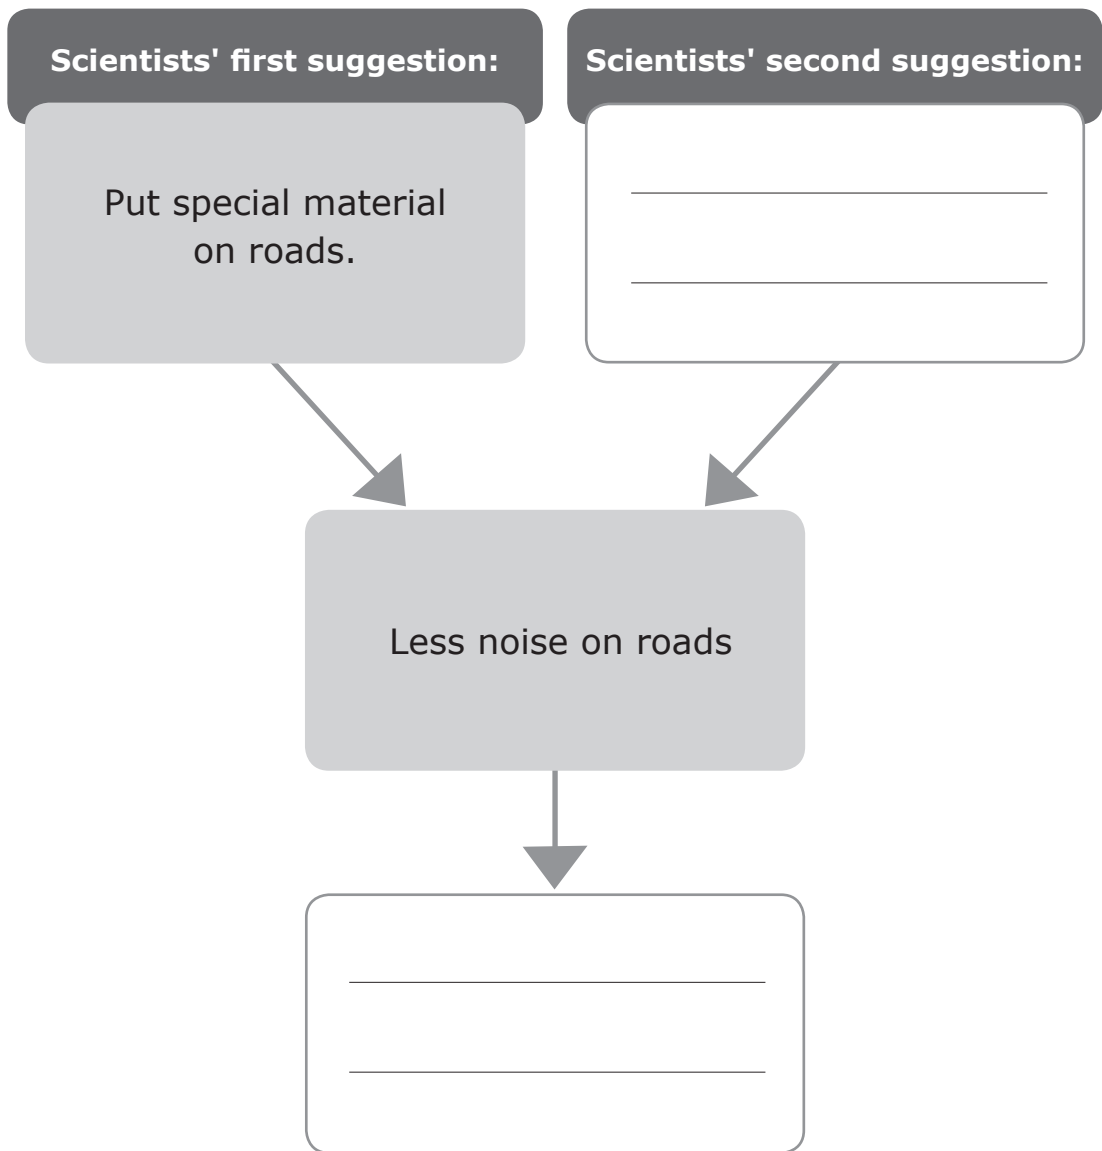 Scientists' first suggestion:
Scientists' second suggestion:
Put special material
on roads.
Less noise on roads